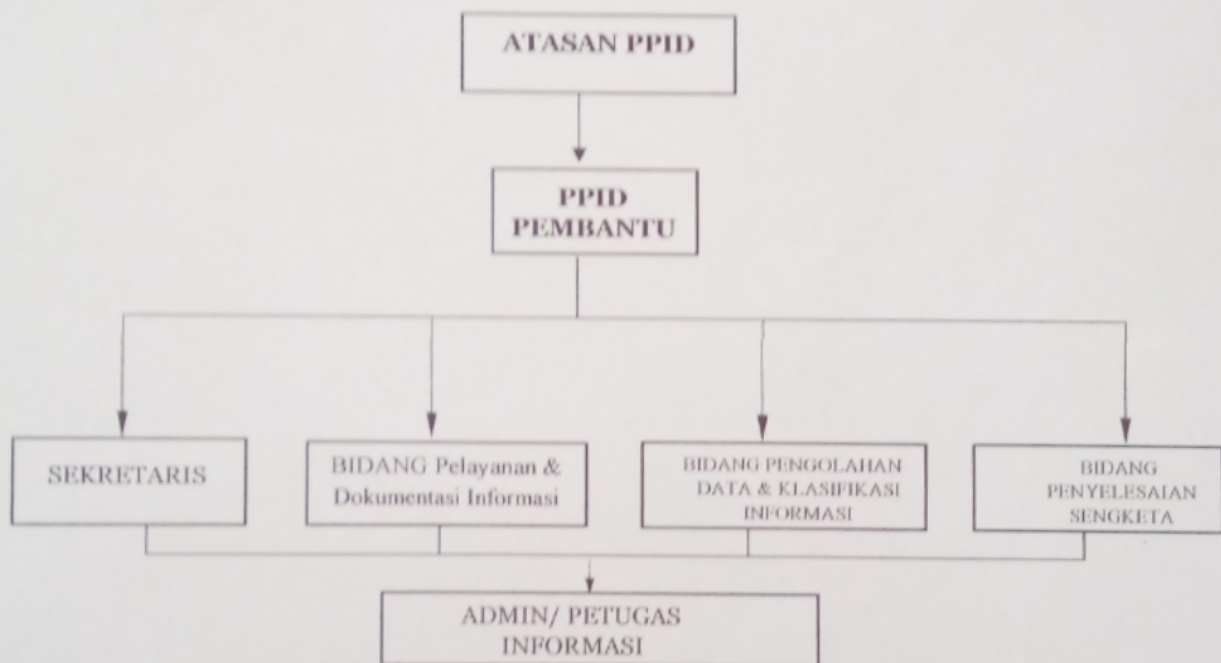 ATASAN PPID
PPID
PEMBANTU
SEKRETARIS
BIDANG Pelayanan &
Dokumentasi Informasi
BIDANG PENGOLAHAN
DATA & KLASIFIKASI
INFORMASI
BIDANG
PENYELESAIAN
SENGKETA
ADMIN/ PETUGAS
INFORMASI